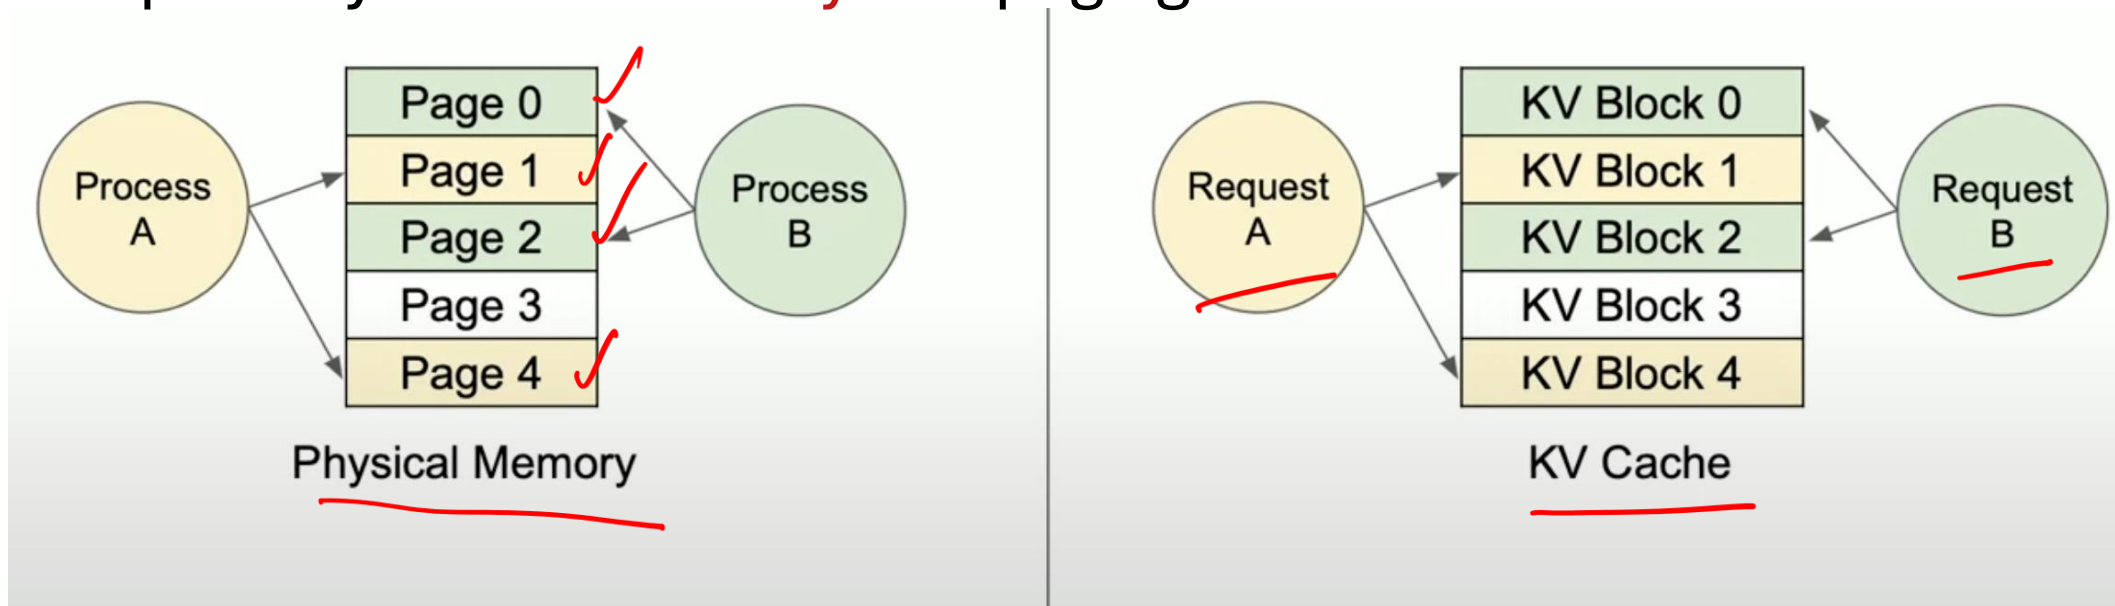 Process
A
Page 0
Page 1
Page 2
Page 3
Page 4
Process
B
Physical Memory
Request
A
KV Block 0
KV Block 1
KV Block 2
KV Block 3
KV Block 4
Request
B
KV Cache